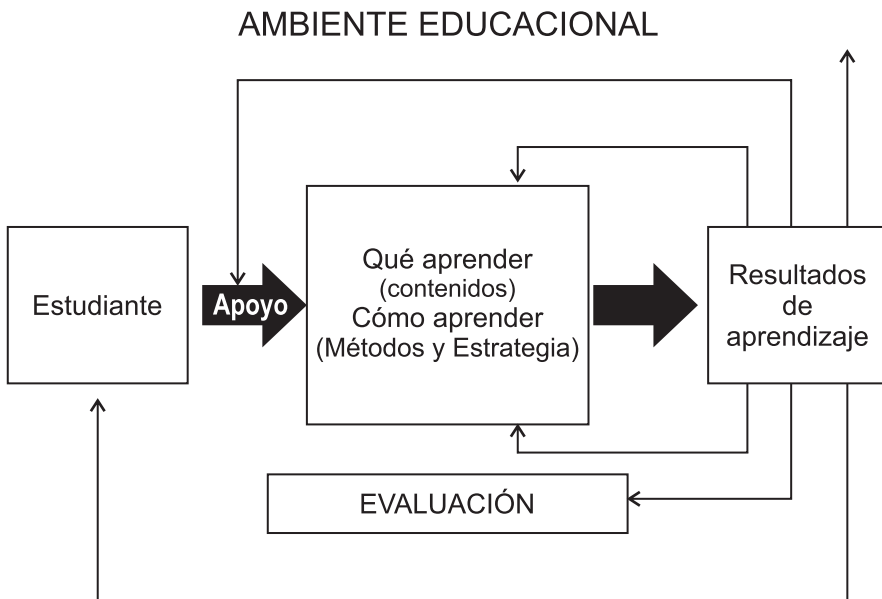 AMBIENTE EDUCACIONAL
Estudiante
Apoyo
Qué aprender
(contenidos)
Cómo aprender
(Métodos y Estrategia)
Resultados
de
aprendizaje
EVALUACIÓN